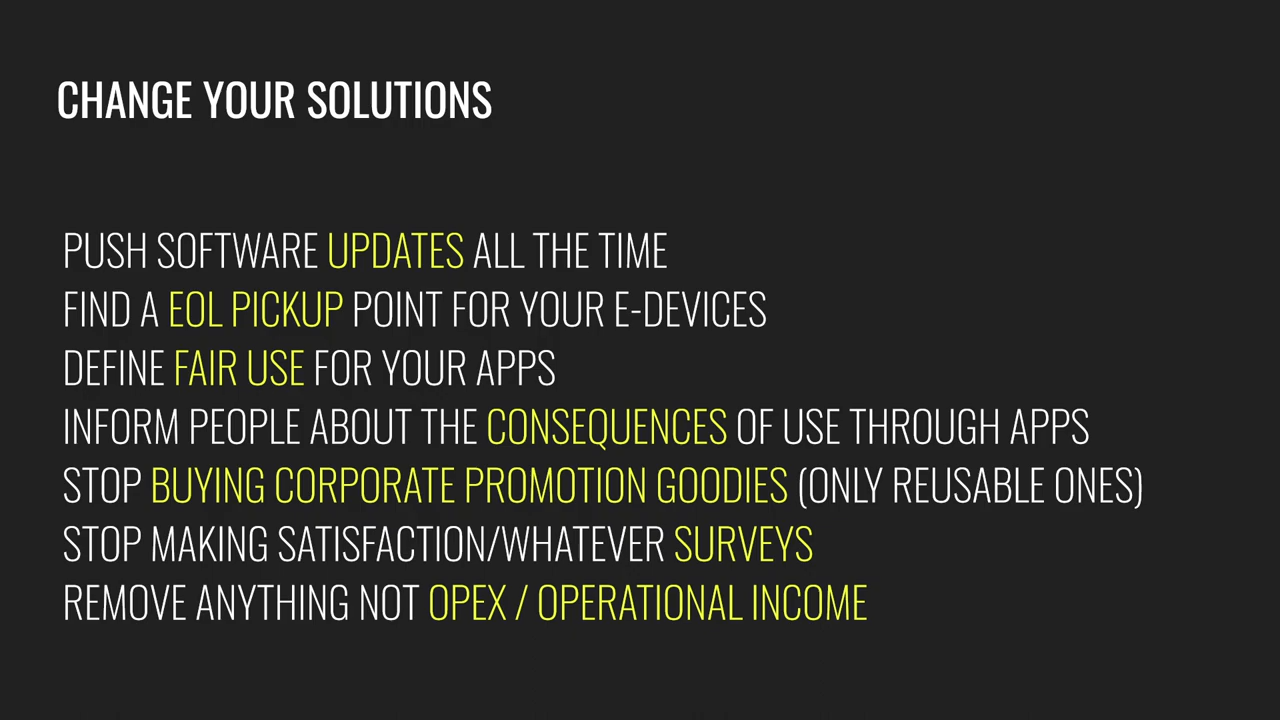 CHANGE YOUR SOLUTIONS
PUSH SOFTWARE UPDATES ALL THE TIME
FIND A EOL PICKUP POINT FOR YOUR E-DEVICES
DEFINE FAIR USE FOR YOUR APPS
INFORM PEOPLE ABOUT THE CONSEQUENCES OF USE THROUGH APPS
STOP BUYING CORPORATE PROMOTION GOODIES (ONLY REUSABLE ONES)
STOP MAKING SATISFACTION/WHATEVER SURVEYS
REMOVE ANYTHING NOT OPEX / OPERATIONAL INCOME